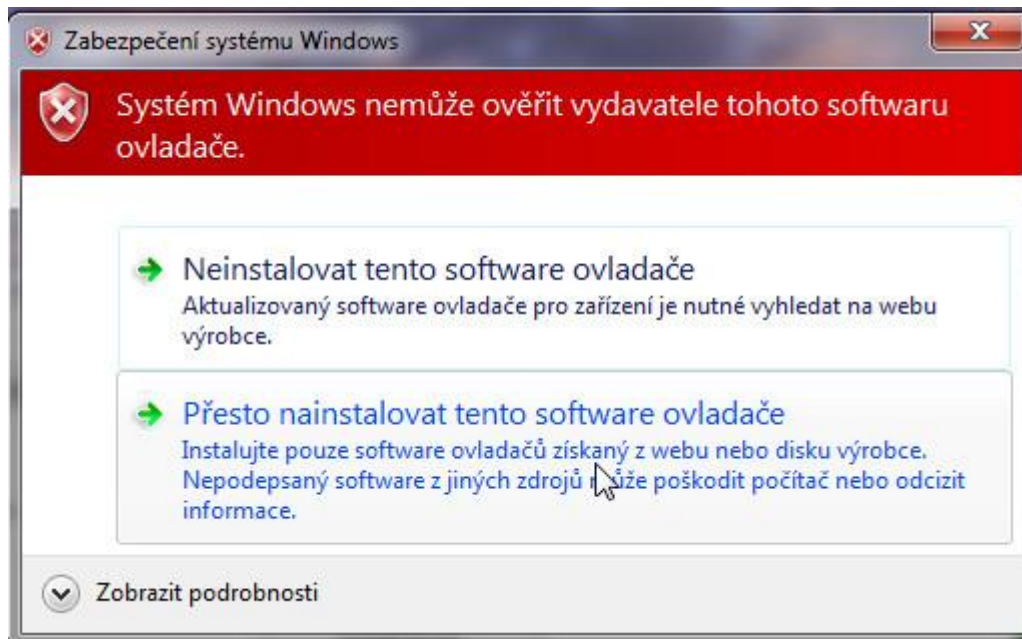 Zabezpečení systému Windows
Systém Windows nemůže ověřit vydavatele tohoto softwaru
ovladače.
Neinstalovat tento software ovladače
Aktualizovaný software ovladače pro zařízení je nutné vyhledat na webu
výrobce.
Přesto nainstalovat tento software ovladače
Instalujte pouze software ovladačů získaný z webu nebo disku výrobce.
Nepodepsaný software z jiných zdrojů může poškodit počítač nebo odcizit
informace.
Zobrazit podrobnosti